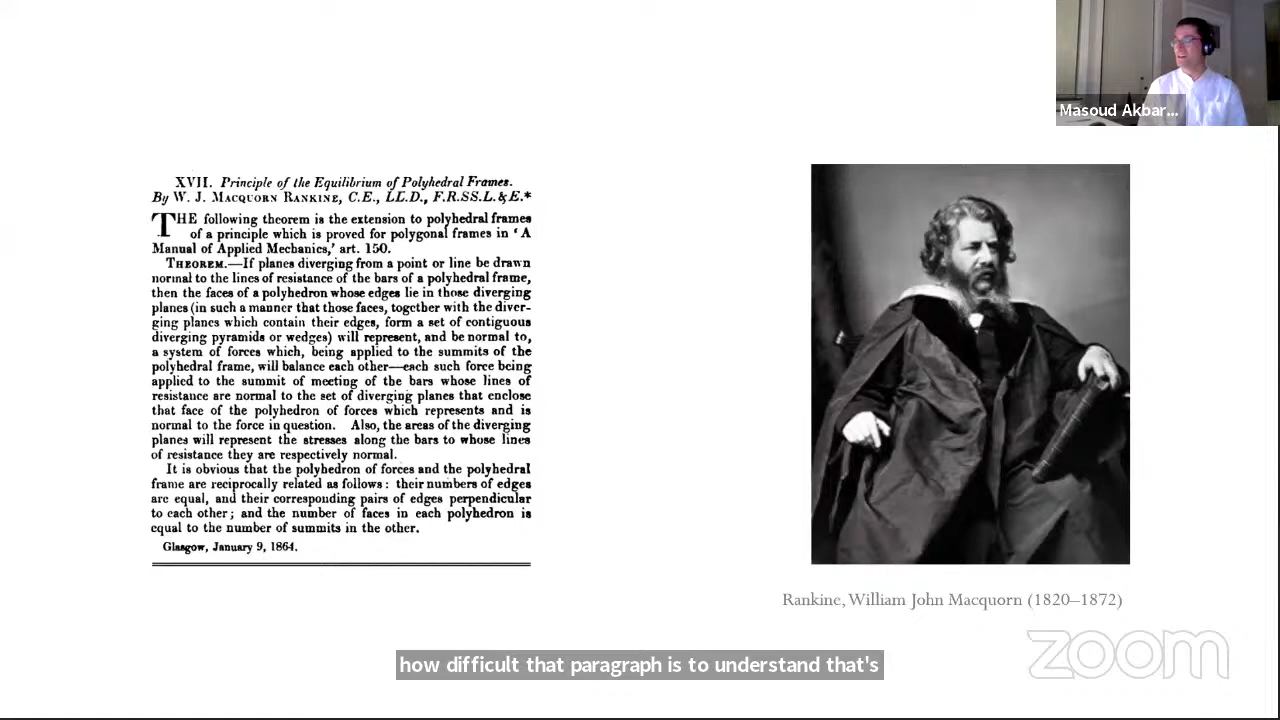 Masoud Akbar...
XVII. Principle of the Equilibrium of Polyhedral Frames.
By W. J. MACQUORN RANKINE, C.E., LL.D., F.R.SS.L.&E.*
THE following theorem is the extension to polyhedral frames
of a principle which is proved for polygonal frames in ‘A
Manual of Applied Mechanics,’ art. 150.
THEOREM.—If planes diverging from a point or line be drawn
normal to the lines of resistance of the bars of a polyhedral frame,
then the faces of a polyhedron whose edges lie in those diverging
planes (in such a manner that those faces, together with the diver-
ging planes which contain their edges, form a set of contiguous
diverging pyramids or wedges) will represent, and be normal to,
a system of forces which, being applied to the summits of the
polyhedral frame, will balance each other—each such force being
applied to the summit of meeting of the bars whose lines of
resistance are normal to the set of diverging planes that enclose
that face of the polyhedron of forces which represents and is
normal to the force in question. Also, the areas of the diverging
planes will represent the stresses along the bars to whose lines
of resistance they are respectively normal.
It is obvious that the polyhedron of forces and the polyhedral
frame are reciprocally related as follows: their numbers of edges
are equal, and their corresponding pairs of edges perpendicular
to each other; and the number of faces in each polyhedron is
equal to the number of summits in the other.
Glasgow, January 9, 1864.
Rankine, William John Macquorn (1820–1872)
zoom
how difficult that paragraph is to understand that's